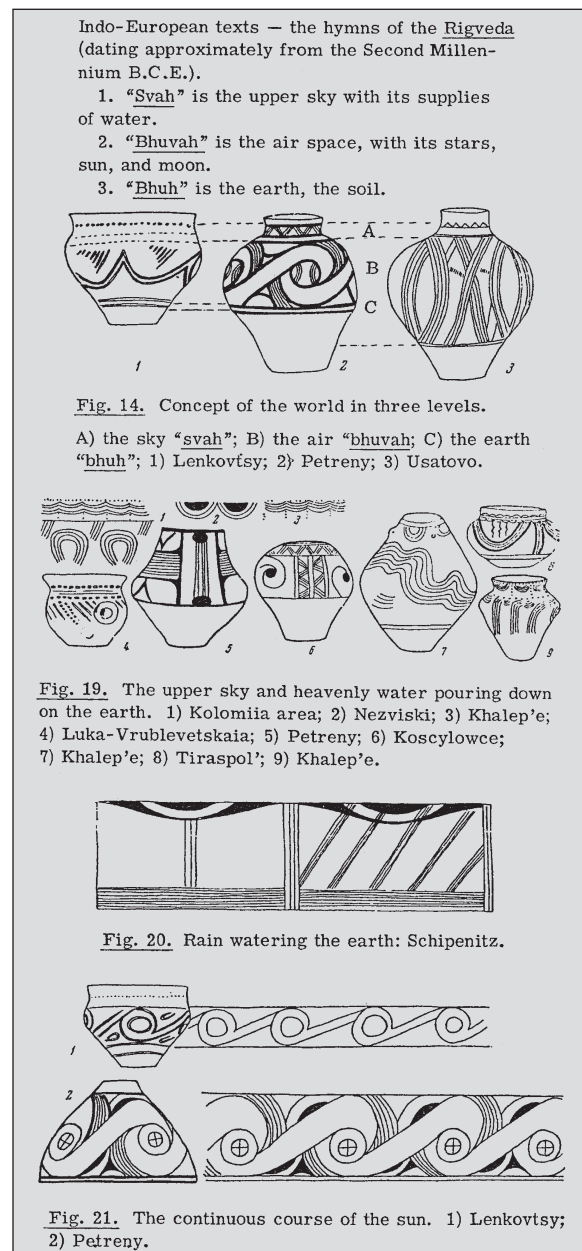 Indo-European texts — the hymns of the Rigveda
(dating approximately from the Second Millen-
nium B.C.E.).
1. “Svah” is the upper sky with its supplies
of water.
2. “Bhuvah” is the air space, with its stars,
sun, and moon.
3. “Bhuh” is the earth, the soil.
A
B
C
1
2
3
Fig. 14. Concept of the world in three levels.
A) the sky “svah”; B) the air “bhuvah; C) the earth
“bhuh”; 1) Lenkovtsy; 2) Petreny; 3) Usatovo.
1
2
3
4
5
6
7
8
9
Fig. 19. The upper sky and heavenly water pouring down
on the earth. 1) Kolomiia area; 2) Nezviski; 3) Khalep'e;
4) Luka-Vrublevetskaia; 5) Petreny; 6) Koscylowce;
7) Khalep'e; 8) Tiraspol'; 9) Khalep'e.
Fig. 20. Rain watering the earth: Schipenitz.
1
2
Fig. 21. The continuous course of the sun. 1) Lenkovtsy;
2) Petreny.